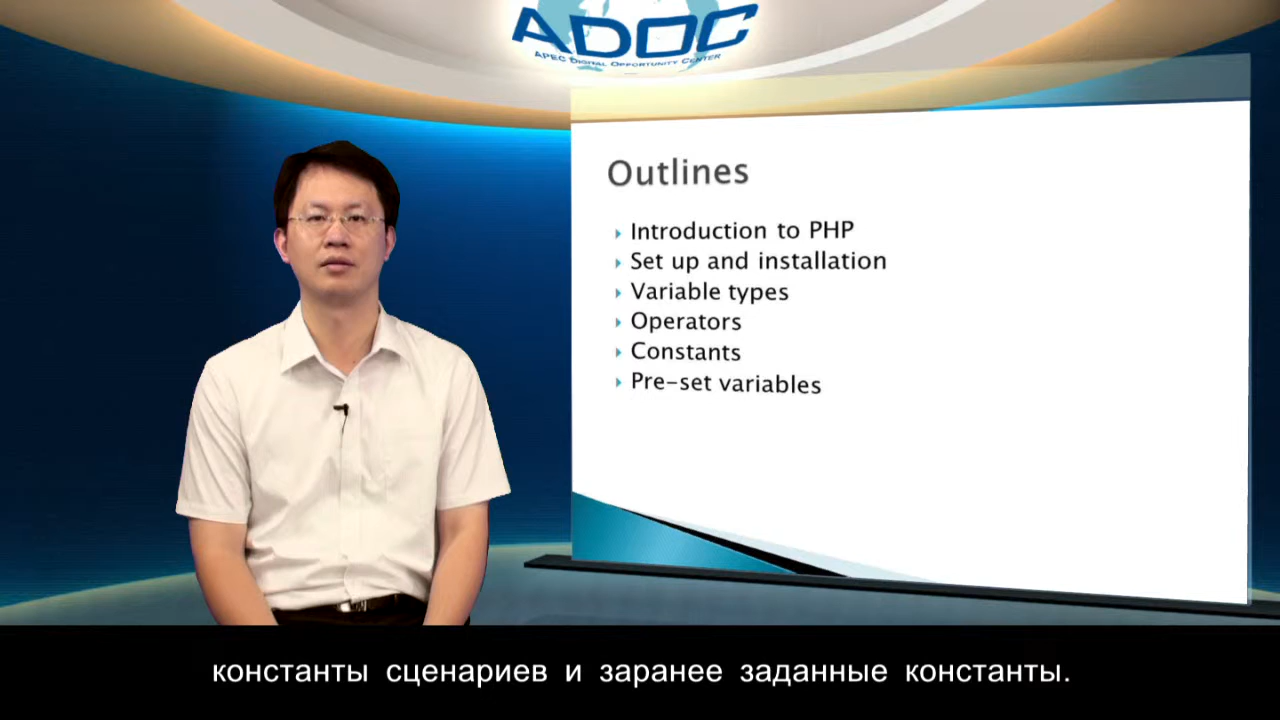 ADOC
APEC DIGITAL OPPORTUNITY CENTER
Outlines
Introduction to PHP
Set up and installation
Variable types
Operators
Constants
Pre-set variables
константы сценариев и заранее заданные константы.